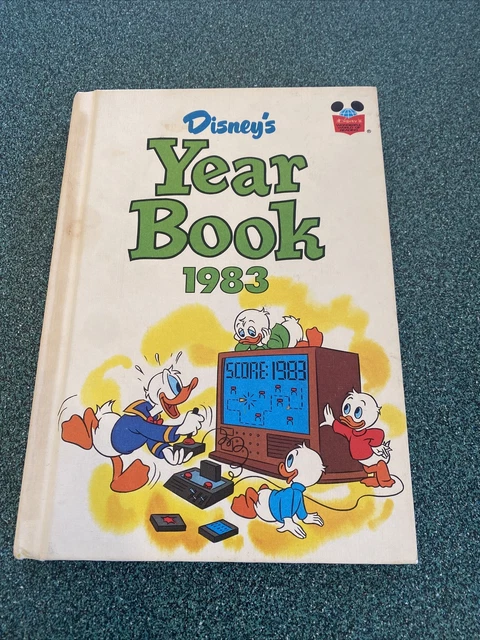 Disney's
Year
Book
1983
SCORE:1983
®